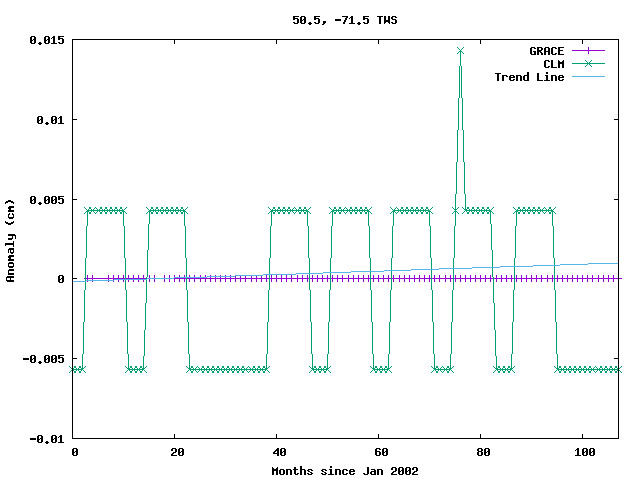 50.5, -71.5 TWS
0.015
0.01
0.005
0
-0.005
-0.01
Anomaly (cm)
GRACE
CLM
Trend Line
0 20 40 60 80 100
Months since Jan 2002